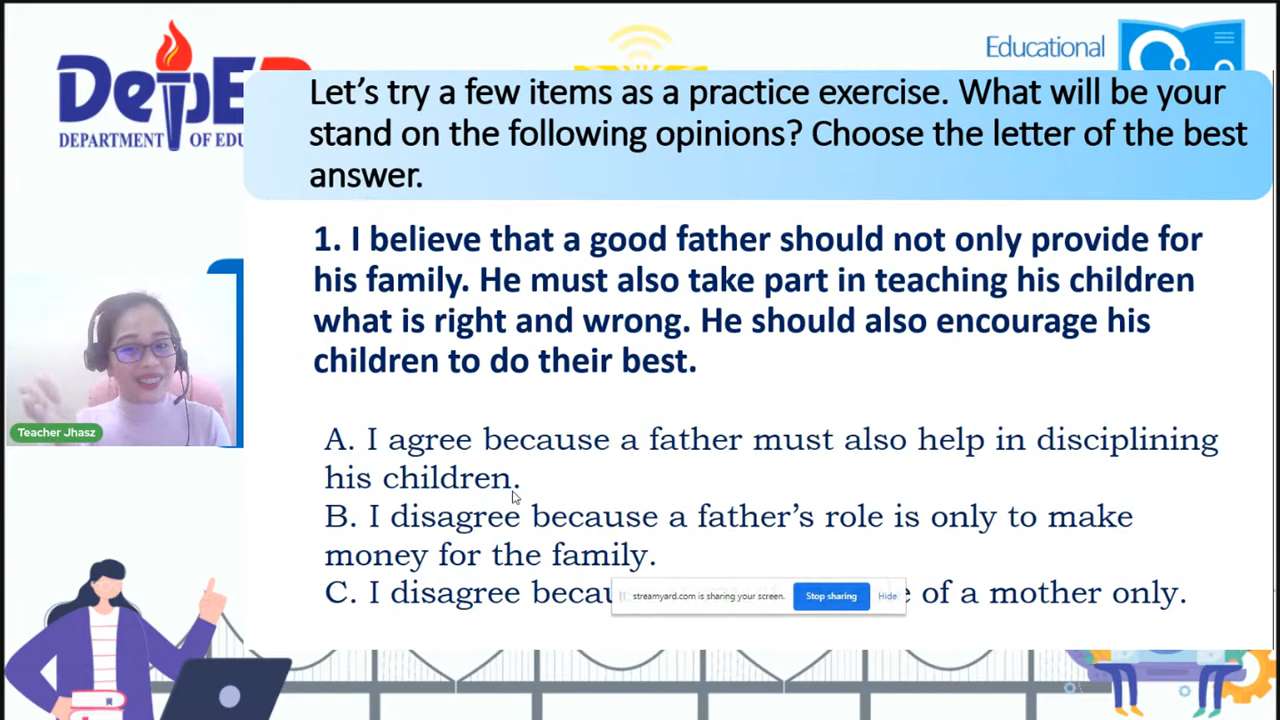 Educational
DepE
DEPARTMENT OF EDU
Let's try a few items as a practice exercise. What will be your
stand on the following opinions? Choose the letter of the best
answer.
1. I believe that a good father should not only provide for
his family. He must also take part in teaching his children
what is right and wrong. He should also encourage his
children to do their best.
Teacher Jhasz
A. I agree because a father must also help in disciplining
his children.
B. I disagree because a father's role is only to make
money for the family.
C. I disagree becau of a mother only.
streamyard.com is sharing your screen. Stop sharing Hide